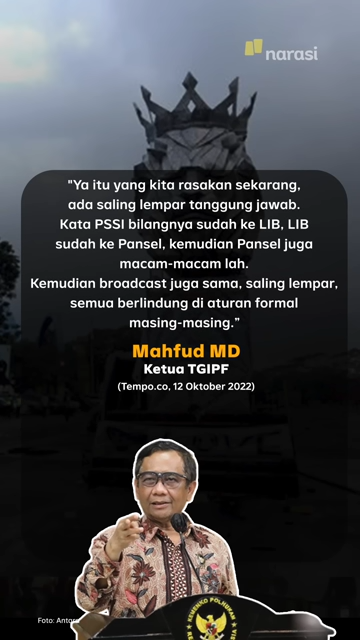 narasi
"Ya itu yang kita rasakan sekarang,
ada saling lempar tanggung jawab.
Kata PSSI bilangnya sudah ke LIB, LIB
sudah ke Pansel, kemudian Pansel juga
macam-macam lah.
Kemudian broadcast juga sama, saling lempar,
semua berlindung di aturan formal
masing-masing.”
Mahfud MD
Ketua TGIPF
(Tempo.co, 12 Oktober 2022)
KEMENKO POLHUKAM
Foto: Antara